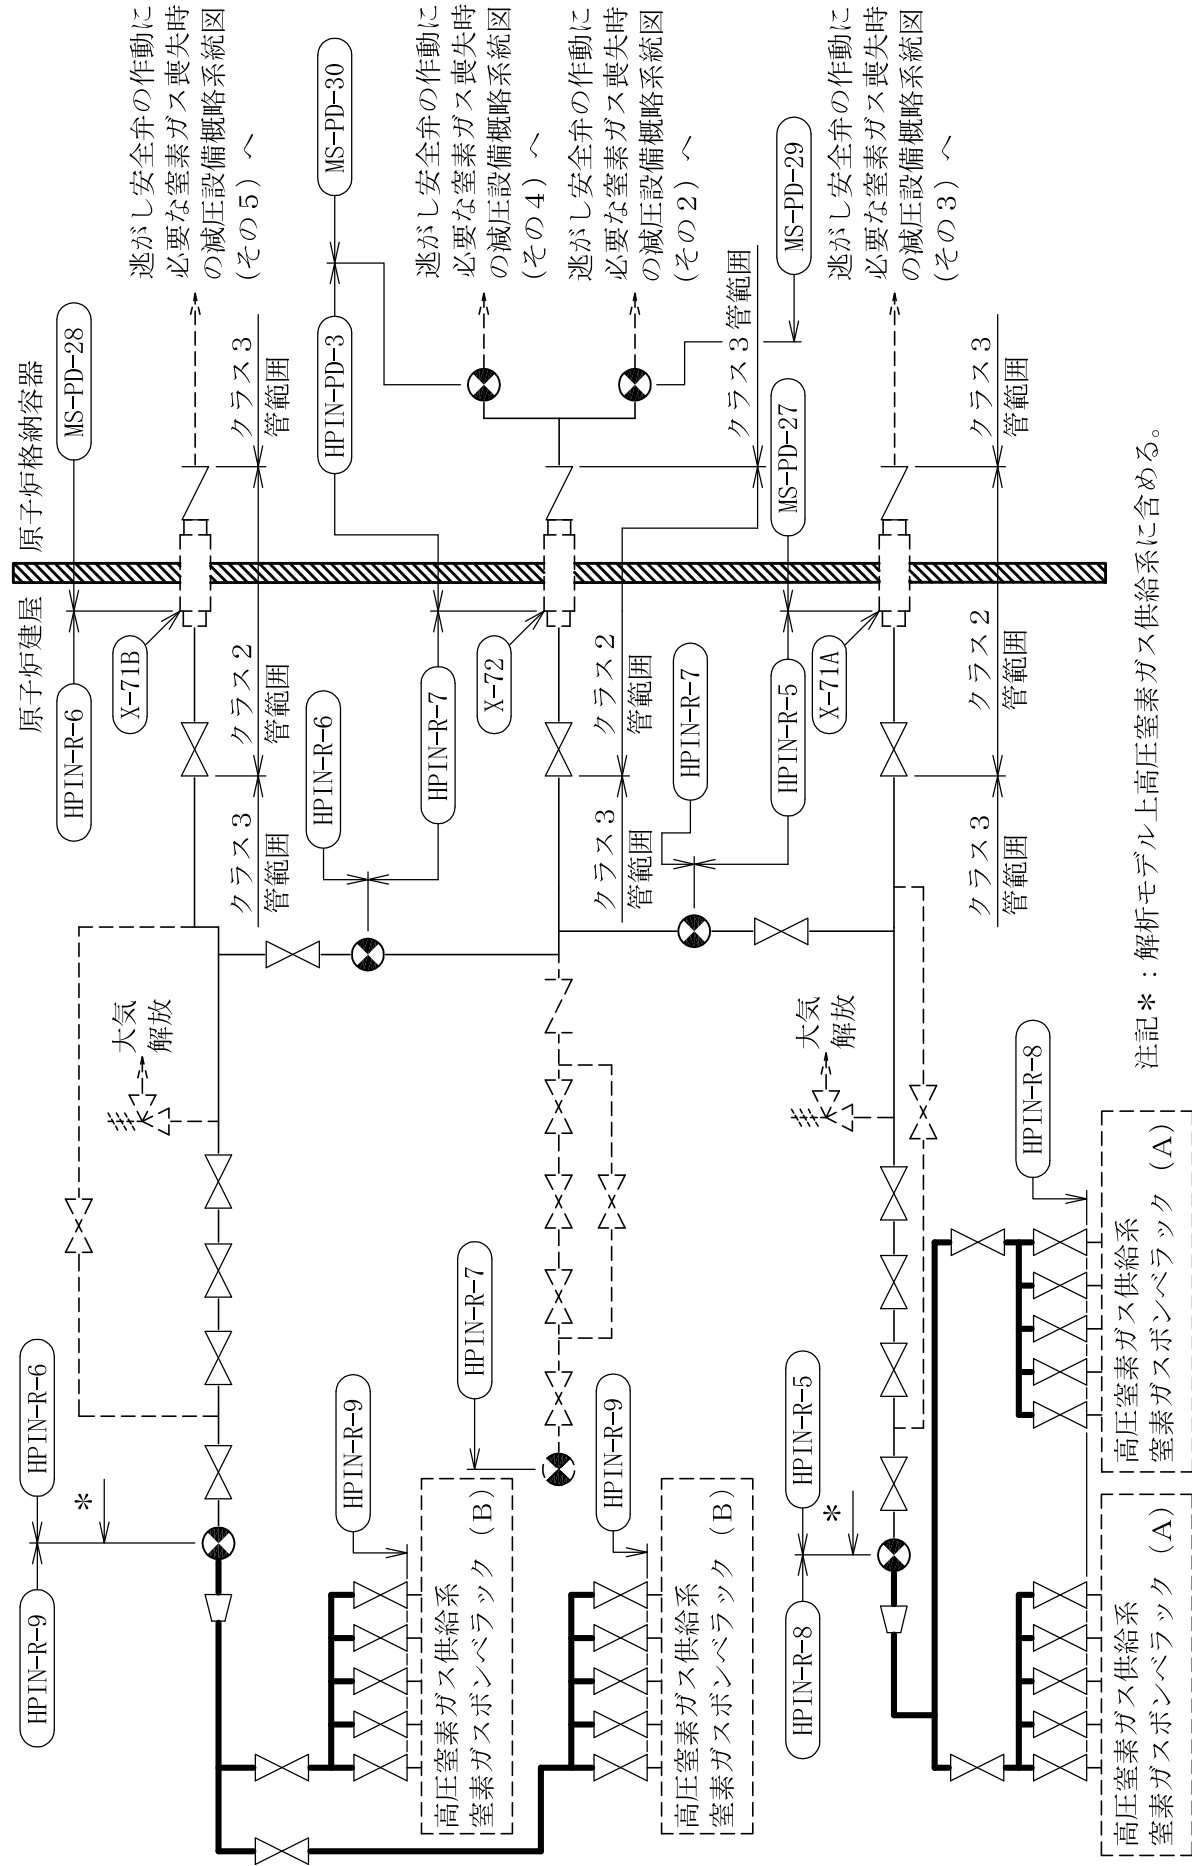 原子炉建屋
原子炉格納容器
HPIN-R-9
HPIN-R-6
*
HPIN-R-6
MS-PD-28
X-71B
大気
解放
クラス3
管範囲
クラス2
管範囲
クラス3
管範囲
逃がし安全弁の作動に
必要な窒素ガス喪失時
の減圧設備概略系統図
(その5) へ
HPIN-R-9
高圧窒素ガス供給系
窒素ガスボンベラック (B)
HPIN-R-6
HPIN-R-7
HPIN-PD-3
MS-PD-30
逃がし安全弁の作動に
必要な窒素ガス喪失時
の減圧設備概略系統図
(その4) へ
HPIN-R-7
X-72
逃がし安全弁の作動に
必要な窒素ガス喪失時
の減圧設備概略系統図
(その2) へ
HPIN-R-9
高圧窒素ガス供給系
窒素ガスボンベラック (B)
クラス3
管範囲
クラス2
管範囲
クラス3管範囲
HPIN-R-7
MS-PD-29
HPIN-R-8
HPIN-R-5
*
HPIN-R-5
MS-PD-27
X-71A
大気
解放
逃がし安全弁の作動に
必要な窒素ガス喪失時
の減圧設備概略系統図
(その3) へ
クラス3
管範囲
クラス2
管範囲
クラス3
管範囲
HPIN-R-8
高圧窒素ガス供給系
窒素ガスボンベラック (A)
高圧窒素ガス供給系
窒素ガスボンベラック (A)
注記*：解析モデル上高圧窒素ガス供給系に含める。